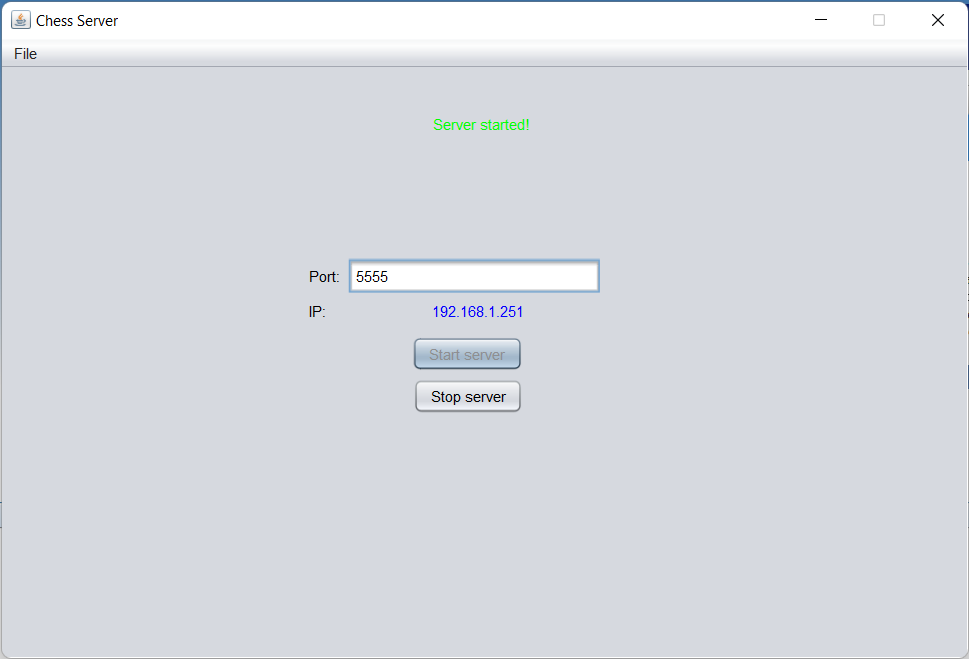 Chess Server
File
Server started!
Port: 5555
IP: 192.168.1.251
Start server
Stop server